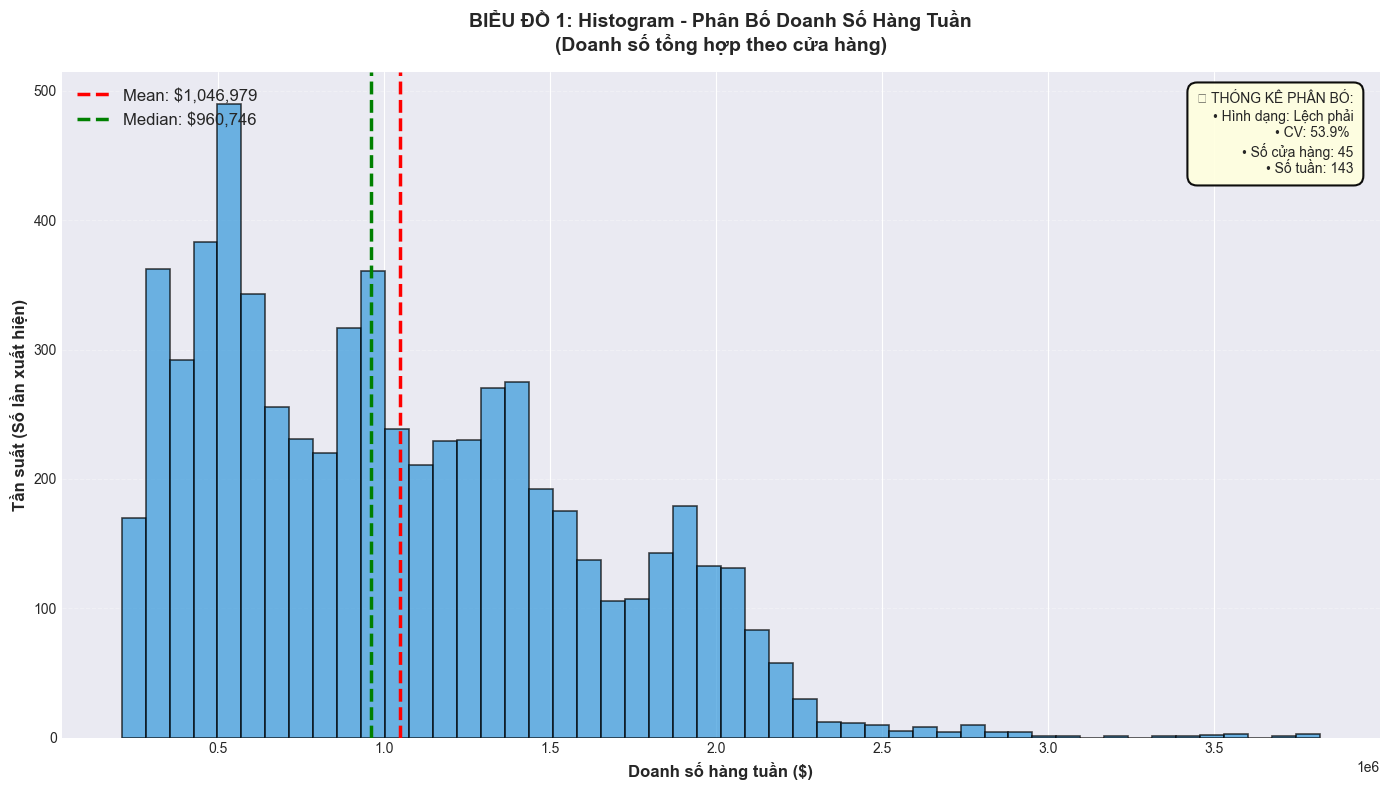 BIỂU ĐỒ 1: Histogram - Phân Bố Doanh Số Hàng Tuần
(Doanh số tổng hợp theo cửa hàng)
Mean: $1,046,979
Median: $960,746
THỐNG KÊ PHÂN BỐ:
• Hình dạng: Lệch phải
• CV: 53.9%
• Số cửa hàng: 45
• Số tuần: 143
Tần suất (Số lần xuất hiện)
500
400
300
200
100
0
0.5
1.0
1.5
2.0
2.5
3.0
3.5
1e6
Doanh số hàng tuần ($)